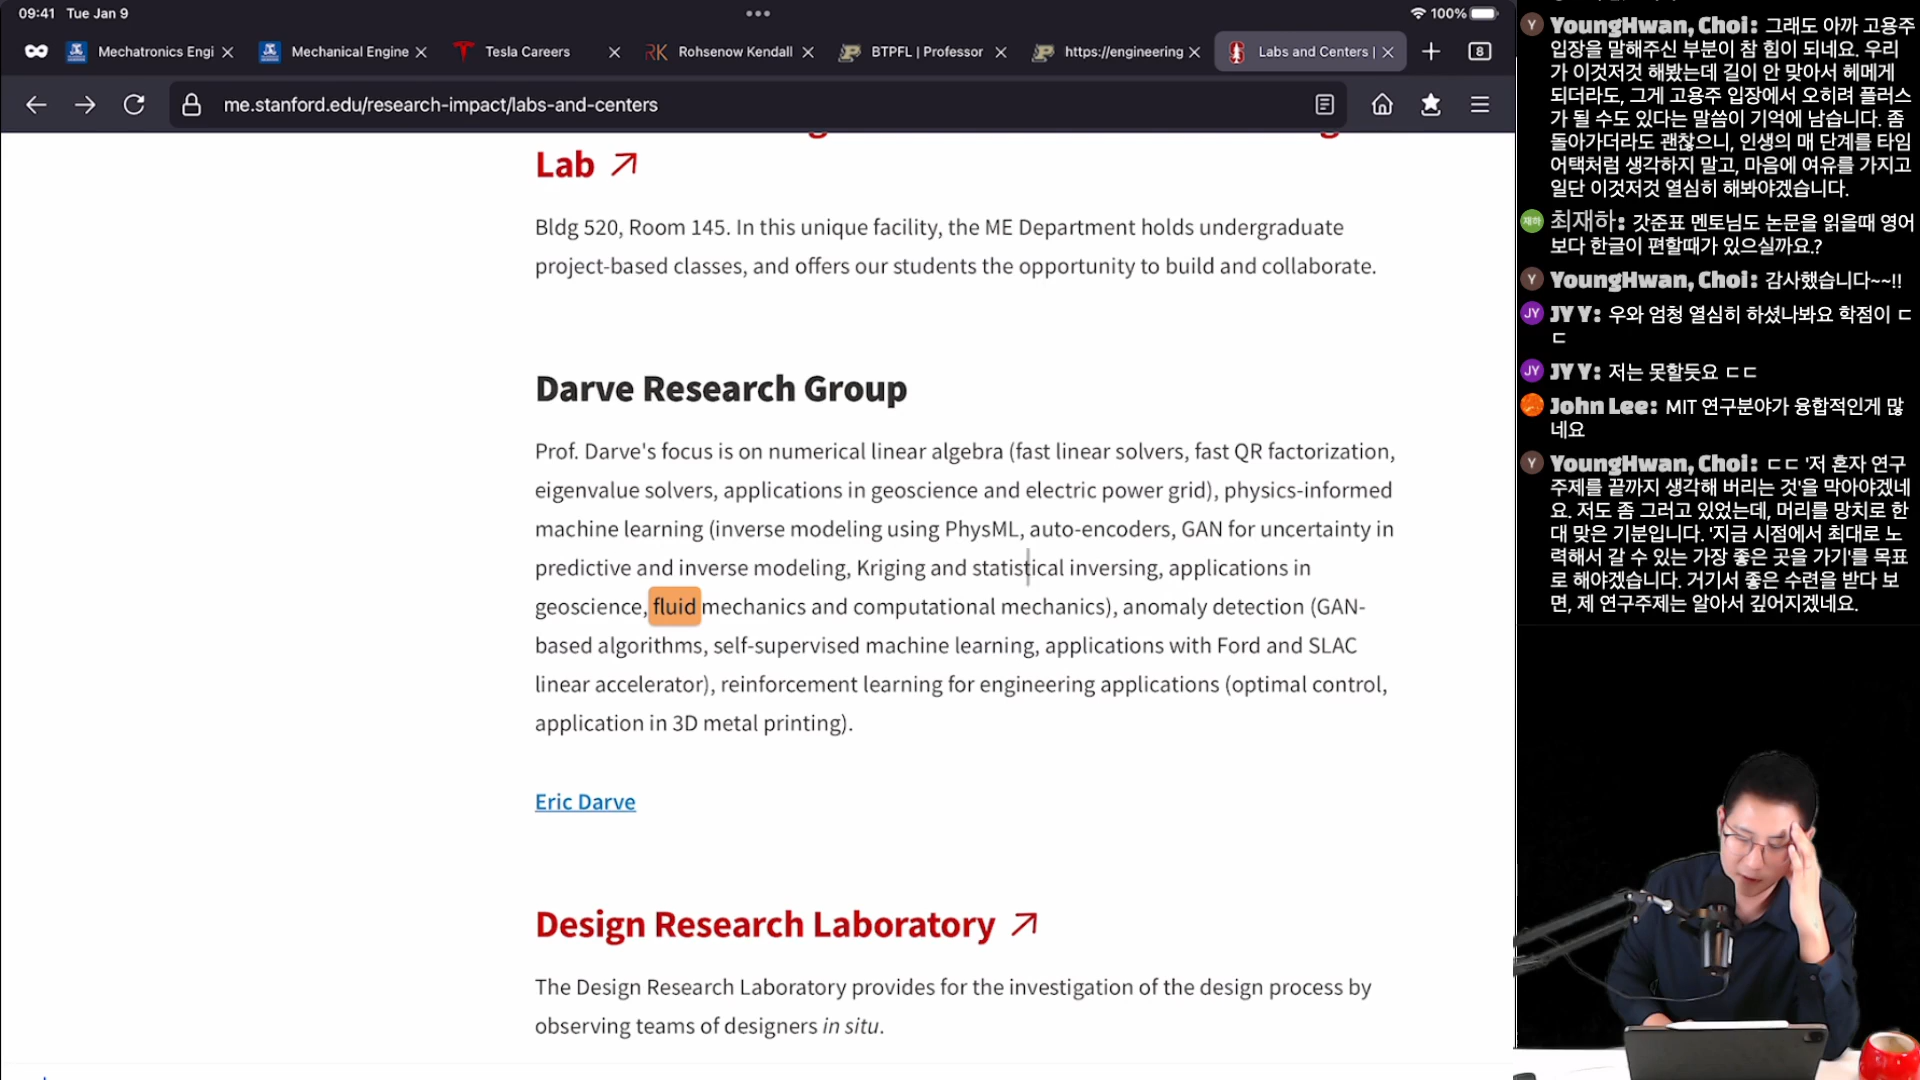 09:41 Tue Jan 9
100%
Mechatronics Engi
Mechanical Engine
Tesla Careers
RK Rohsenow Kendall
BTPFL | Professor
https://engineering
Labs and Centers |
8
me.stanford.edu/research-impact/labs-and-centers
Lab
Bldg 520, Room 145. In this unique facility, the ME Department holds undergraduate
project-based classes, and offers our students the opportunity to build and collaborate.
Darve Research Group
Prof. Darve's focus is on numerical linear algebra (fast linear solvers, fast QR factorization,
eigenvalue solvers, applications in geoscience and electric power grid), physics-informed
machine learning (inverse modeling using PhysML, auto-encoders, GAN for uncertainty in
predictive and inverse modeling, Kriging and statistical inversing, applications in
geoscience, fluid mechanics and computational mechanics), anomaly detection (GAN-
based algorithms, self-supervised machine learning, applications with Ford and SLAC
linear accelerator), reinforcement learning for engineering applications (optimal control,
application in 3D metal printing).
Eric Darve
Design Research Laboratory
The Design Research Laboratory provides for the investigation of the design process by
observing teams of designers in situ.
Y YoungHwan, Choi: 그래도 아까 고용주
입장을 말해주신 부분이 참 힘이 되네요. 우리
가 이것저것 해봤는데 길이 안 맞아서 헤메게
되더라도, 그게 고용주 입장에서 오히려 플러스
가 될 수도 있다는 말씀이 기억에 남습니다. 좀
돌아가더라도 괜찮으니, 인생의 매 단계를 타임
어택처럼 생각하지 말고, 마음에 여유를 가지고
일단 이것저것 열심히 해봐야겠습니다.
재하 최재하: 갓준표 멘토님도 논문을 읽을때 영어
보다 한글이 편할때가 있으실까요.?
Y YoungHwan, Choi: 감사했습니다~~!!
JY JY Y: 우와 엄청 열심히 하셨나봐요 학점이 ㄷ
ㄷ
JY JY Y: 저는 못할듯요 ㄷㄷ
John Lee: MIT 연구분야가 융합적인게 많
네요
Y YoungHwan, Choi: ㄷㄷ '저 혼자 연구
주제를 끝까지 생각해 버리는 것'을 막아야겠네
요. 저도 좀 그러고 있었는데, 머리를 망치로 한
대 맞은 기분입니다. '지금 시점에서 최대로 노
력해서 갈 수 있는 가장 좋은 곳을 가기'를 목표
로 해야겠습니다. 거기서 좋은 수련을 받다 보
면, 제 연구주제는 알아서 깊어지겠네요.